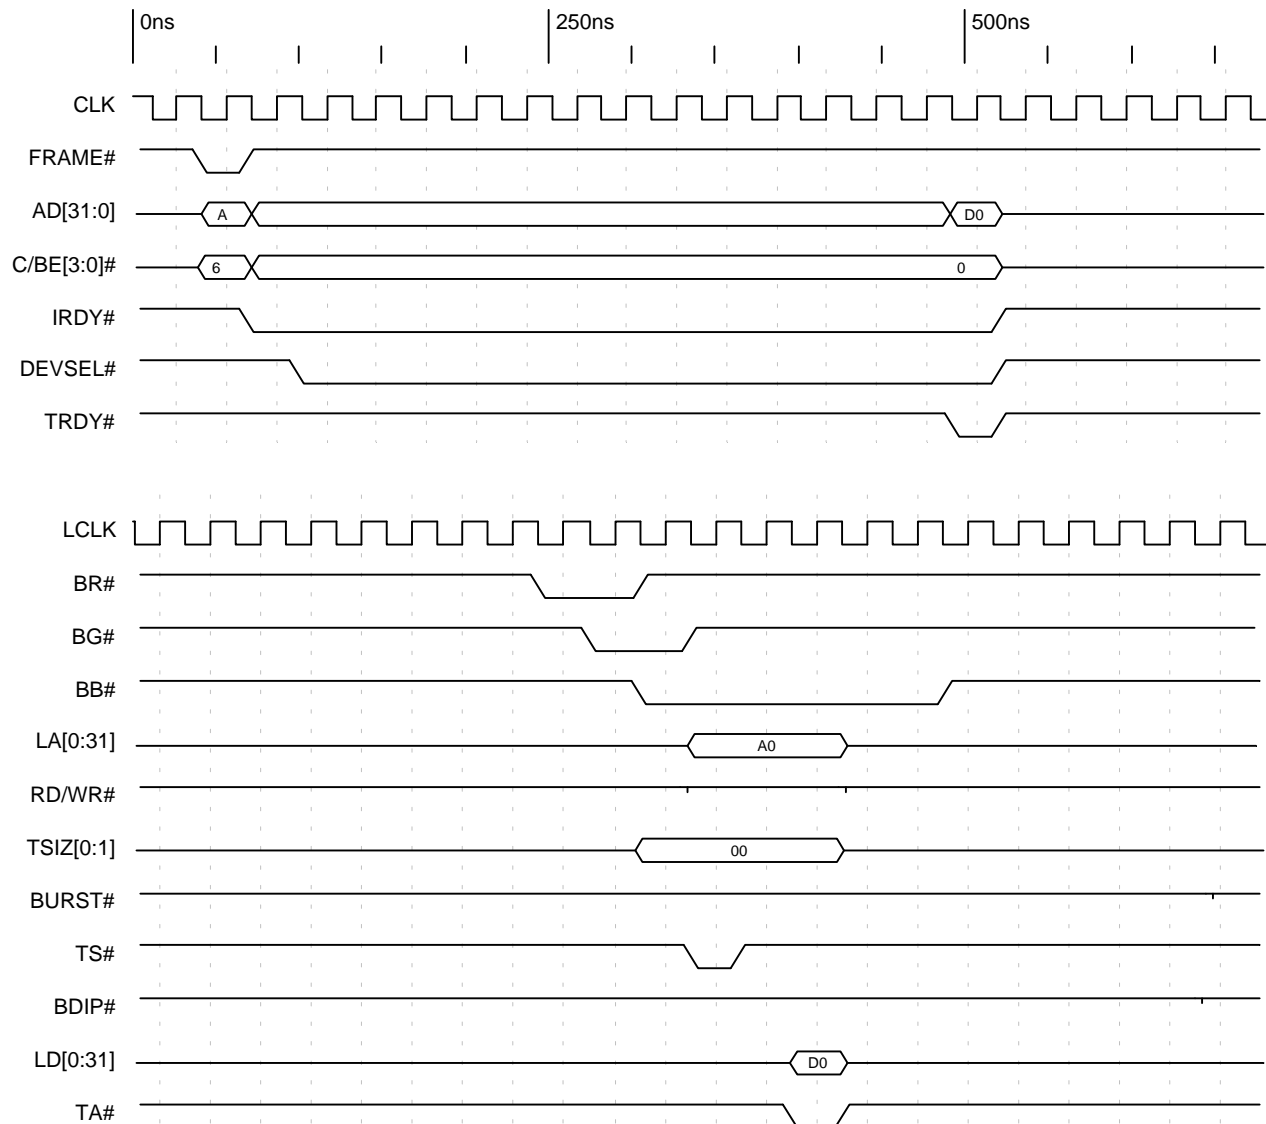 0ns 250ns 500ns
CLK
FRAME#
AD[31:0] A D0
C/BE[3:0]# 6 0
IRDY#
DEVSEL#
TRDY#
LCLK
BR#
BG#
BB#
LA[0:31] A0
RD/WR#
TSIZ[0:1] 00
BURST#
TS#
BDIP#
LD[0:31] D0
TA#